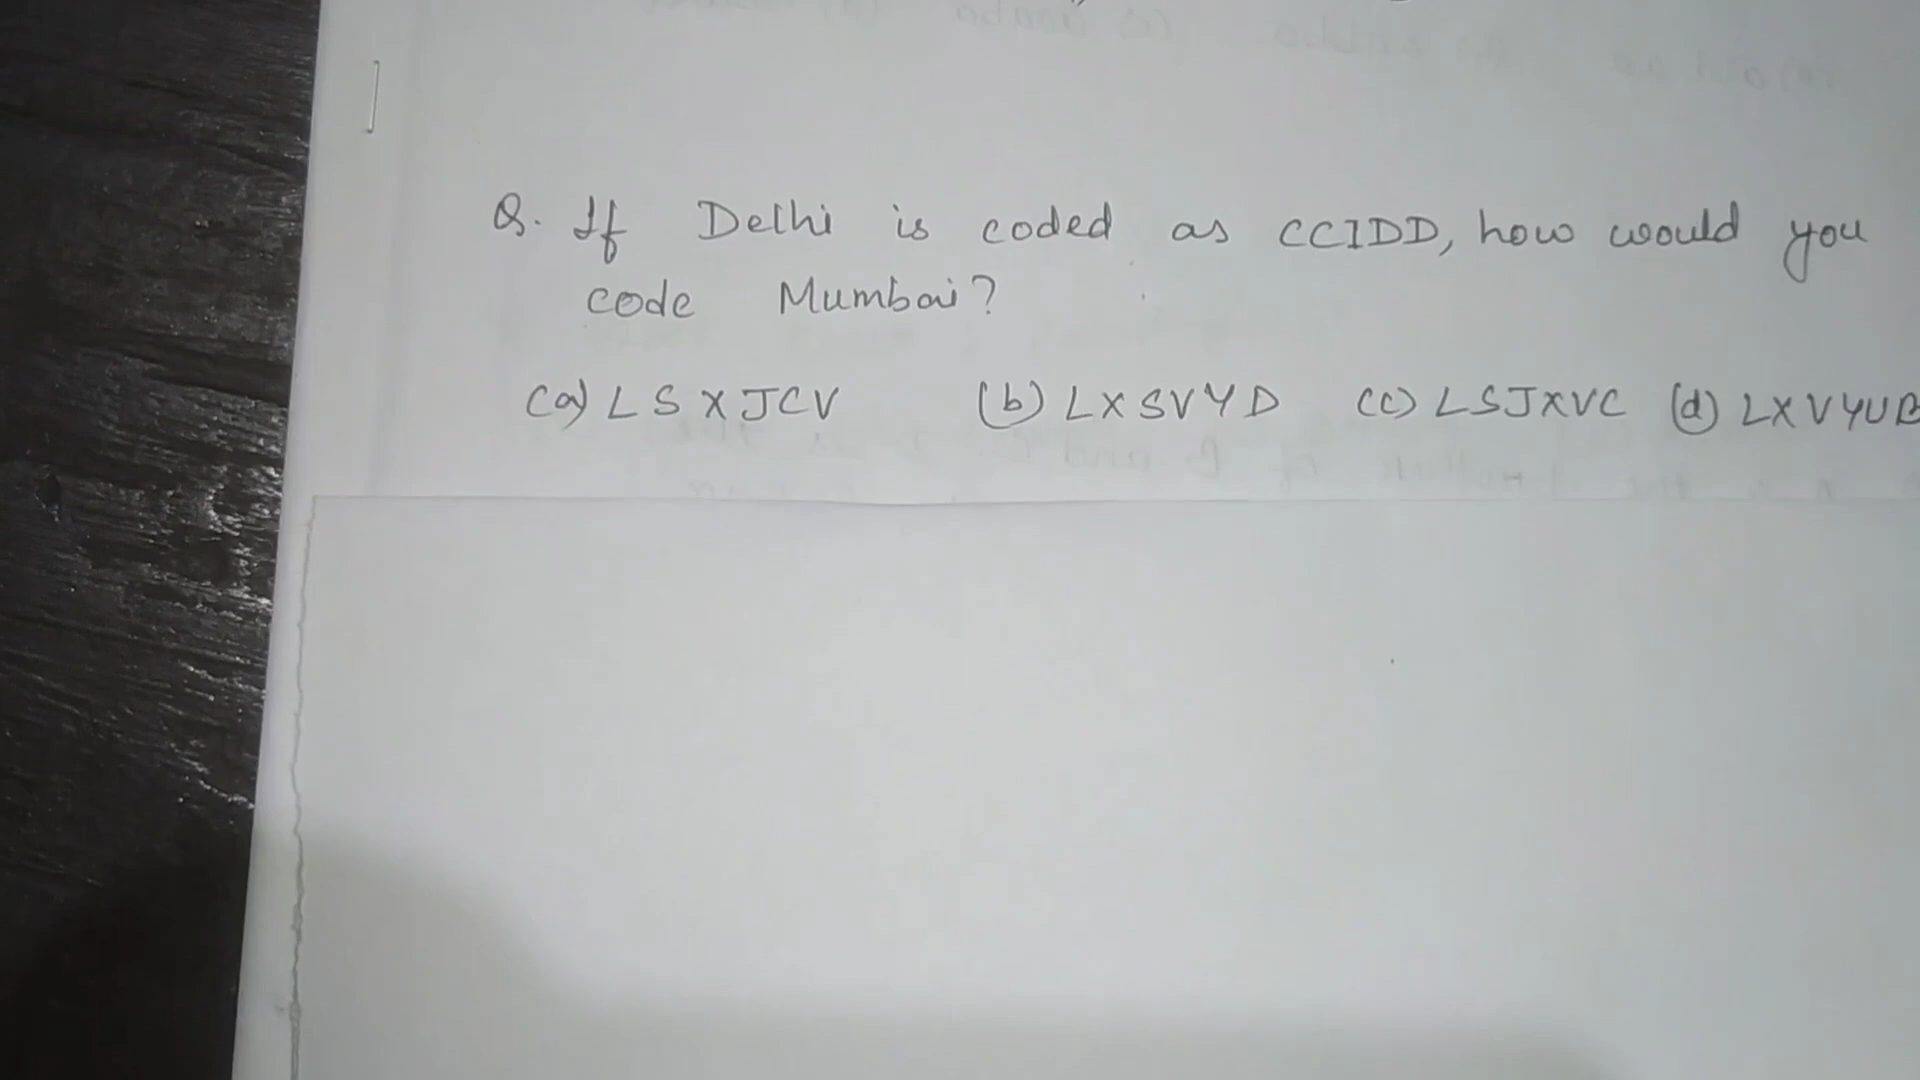 Q. If Delhi is coded as CCIDD, how would you
code Mumbai?
(a) LSXJCV (b) LXSVYD (c) LSJXVC (d) LXVYUB